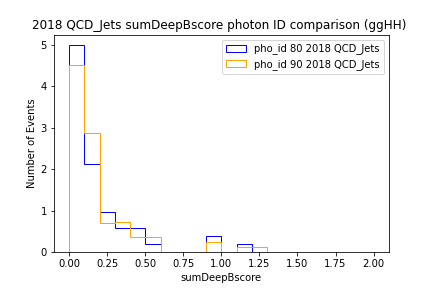 2018 QCD_Jets sumDeepBscore photon ID comparison (ggHH)
pho_id 80 2018 QCD_Jets
pho_id 90 2018 QCD_Jets
Number of Events
5
4
3
2
1
0
0.00 0.25 0.50 0.75 1.00 1.25 1.50 1.75 2.00
sumDeepBscore